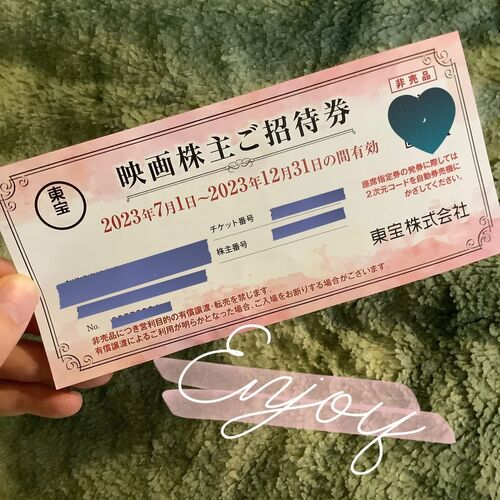 非売品
映画株主ご招待券
東宝
2023年7月1日～2023年12月31日の間有効
座席指定券の発券に際しては
2次元コードを自動券売機に
かざしてください。
チケット番号
株主番号
東宝株式会社
No.
非売品につき営利目的の有償譲渡・転売を禁じます。
有償譲渡によるご利用が明らかとなった場合、ご入場をお断りする場合がございます。
Enjoy